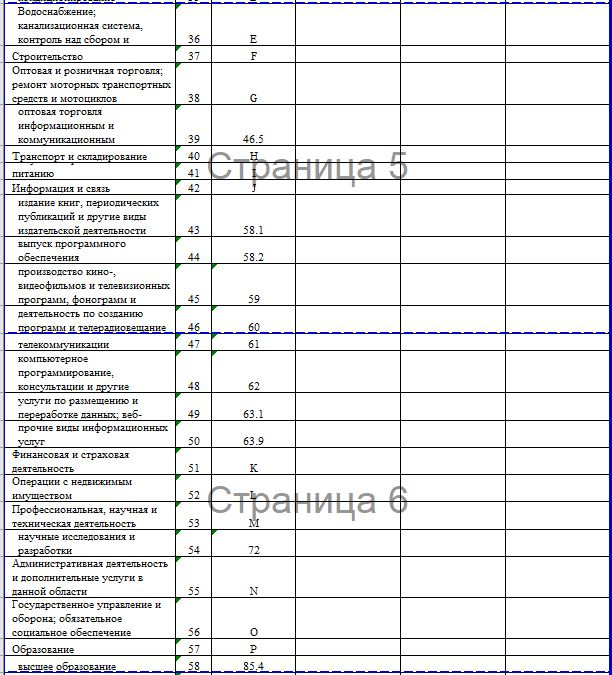 Водоснабжение;
канализационная система,
контроль над сбором и 36 E
Строительство 37 F
Оптовая и розничная торговля;
ремонт моторных транспортных
средств и мотоциклов 38 G
оптовая торговля
информационным и
коммуникационным 39 46.5
Транспорт и складирование 40 H
Страница 5
питанию 41 I
Информация и связь 42 J
издание книг, периодических
публикаций и другие виды
издательской деятельности 43 58.1
выпуск программного
обеспечения 44 58.2
производство кино-,
видеофильмов и телевизионных
программ, фонограмм и 45 59
деятельность по созданию
программ и телерадиовещание 46 60
телекоммуникации 47 61
компьютерное
программирование,
консультации и другие 48 62
услуги по размещению и
переработке данных; веб- 49 63.1
прочие виды информационных
услуг 50 63.9
Финансовая и страховая
деятельность 51 K
Операции с недвижимым
имуществом 52 L
Страница 6
Профессиональная, научная и
техническая деятельность 53 M
научные исследования и
разработки 54 72
Административная деятельность
и дополнительные услуги в
данной области 55 N
Государственное управление и
оборона; обязательное
социальное обеспечение 56 O
Образование 57 P
высшее образование 58 85.4